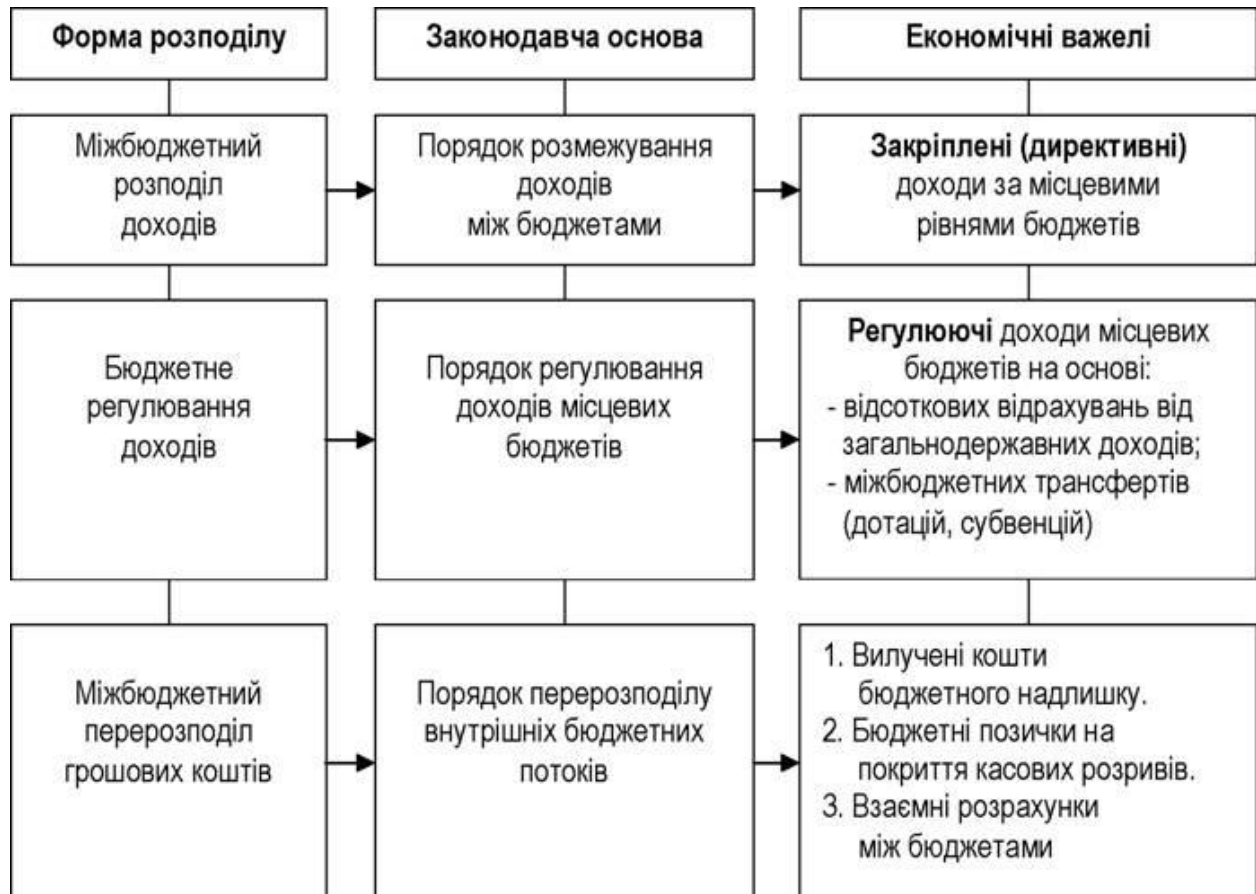 Форма розподілу
Законодавча основа
Економічні важелі
Міжбюджетний
розподіл
доходів
Порядок розмежування
доходів
між бюджетами
Закріплені (директивні)
доходи за місцевими
рівнями бюджетів
Бюджетне
регулювання
доходів
Порядок регулювання
доходів місцевих
бюджетів
Регулюючі доходи місцевих
бюджетів на основі:
- відсоткових відрахувань від
загальнодержавних доходів;
- міжбюджетних трансфертів
(дотацій, субвенцій)
Міжбюджетний
перерозподіл
грошових коштів
Порядок перерозподілу
внутрішніх бюджетних
потоків
1. Вилучені кошти
бюджетного надлишку.
2. Бюджетні позички на
покриття касових розривів.
3. Взаємні розрахунки
між бюджетами